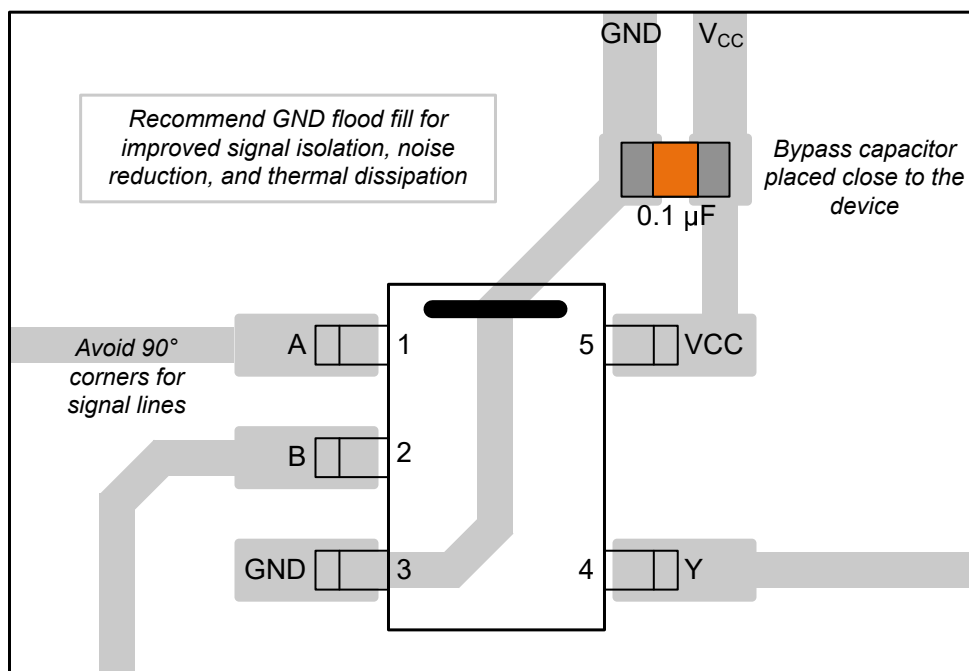 GND
V_CC
Recommend GND flood fill for
improved signal isolation, noise
reduction, and thermal dissipation
Bypass capacitor
placed close to the
device
0.1 µF
A
1
5
VCC
Avoid 90°
corners for
signal lines
B
2
GND
3
4
Y